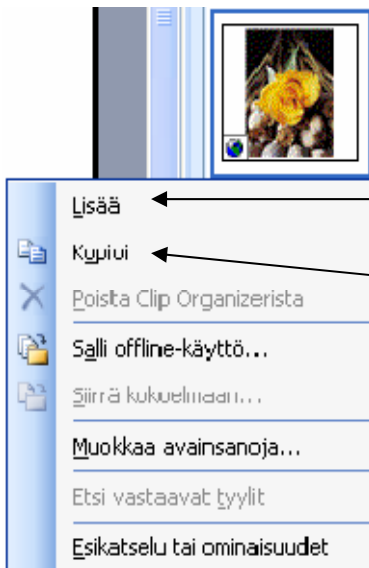 Lisää
Kopioi
Poista Clip Organizerista
Salli offline-käyttö...
Siirrä kokoelmaan...
Muokkaa avainsanoja...
Etsi vastaavat tyylit
Esikatselu tai ominaisuudet